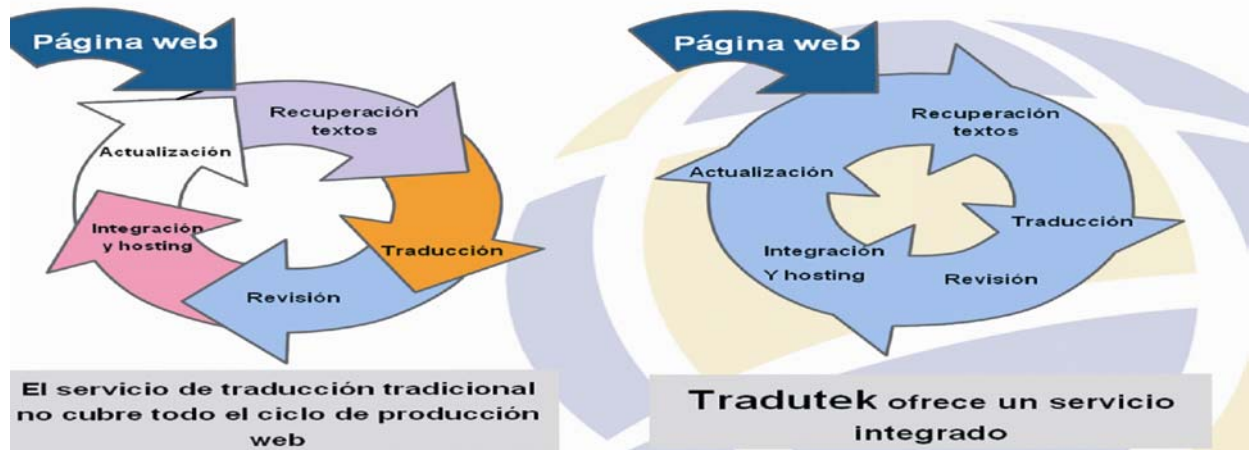 Página web
Recuperación
textos
Actualización
Integración
y hosting
Traducción
Revisión
El servicio de traducción tradicional
no cubre todo el ciclo de producción
web
Página web
Recuperación
textos
Actualización
Traducción
Integración
Y hosting
Revisión
Tradutek ofrece un servicio
integrado